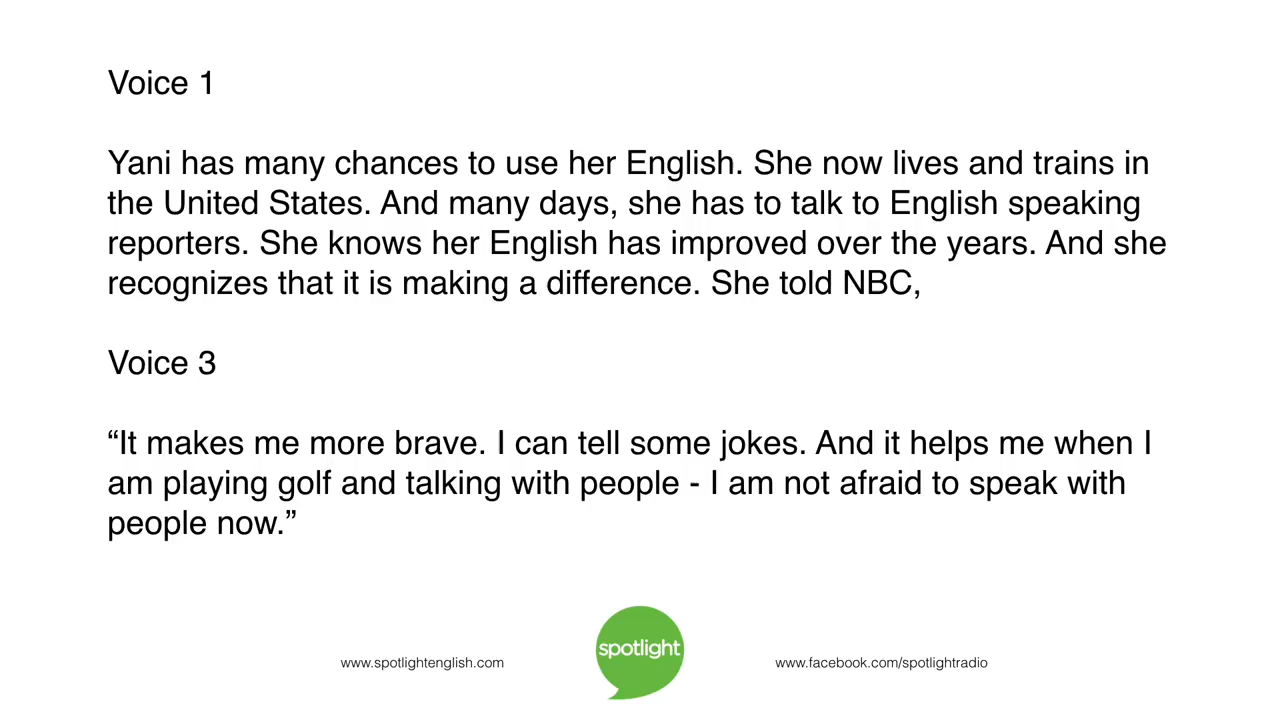 Voice 1
Yani has many chances to use her English. She now lives and trains in
the United States. And many days, she has to talk to English speaking
reporters. She knows her English has improved over the years. And she
recognizes that it is making a difference. She told NBC,
Voice 3
“It makes me more brave. I can tell some jokes. And it helps me when I
am playing golf and talking with people - I am not afraid to speak with
people now.”
www.spotlightenglish.com
spotlight
www.facebook.com/spotlightradio